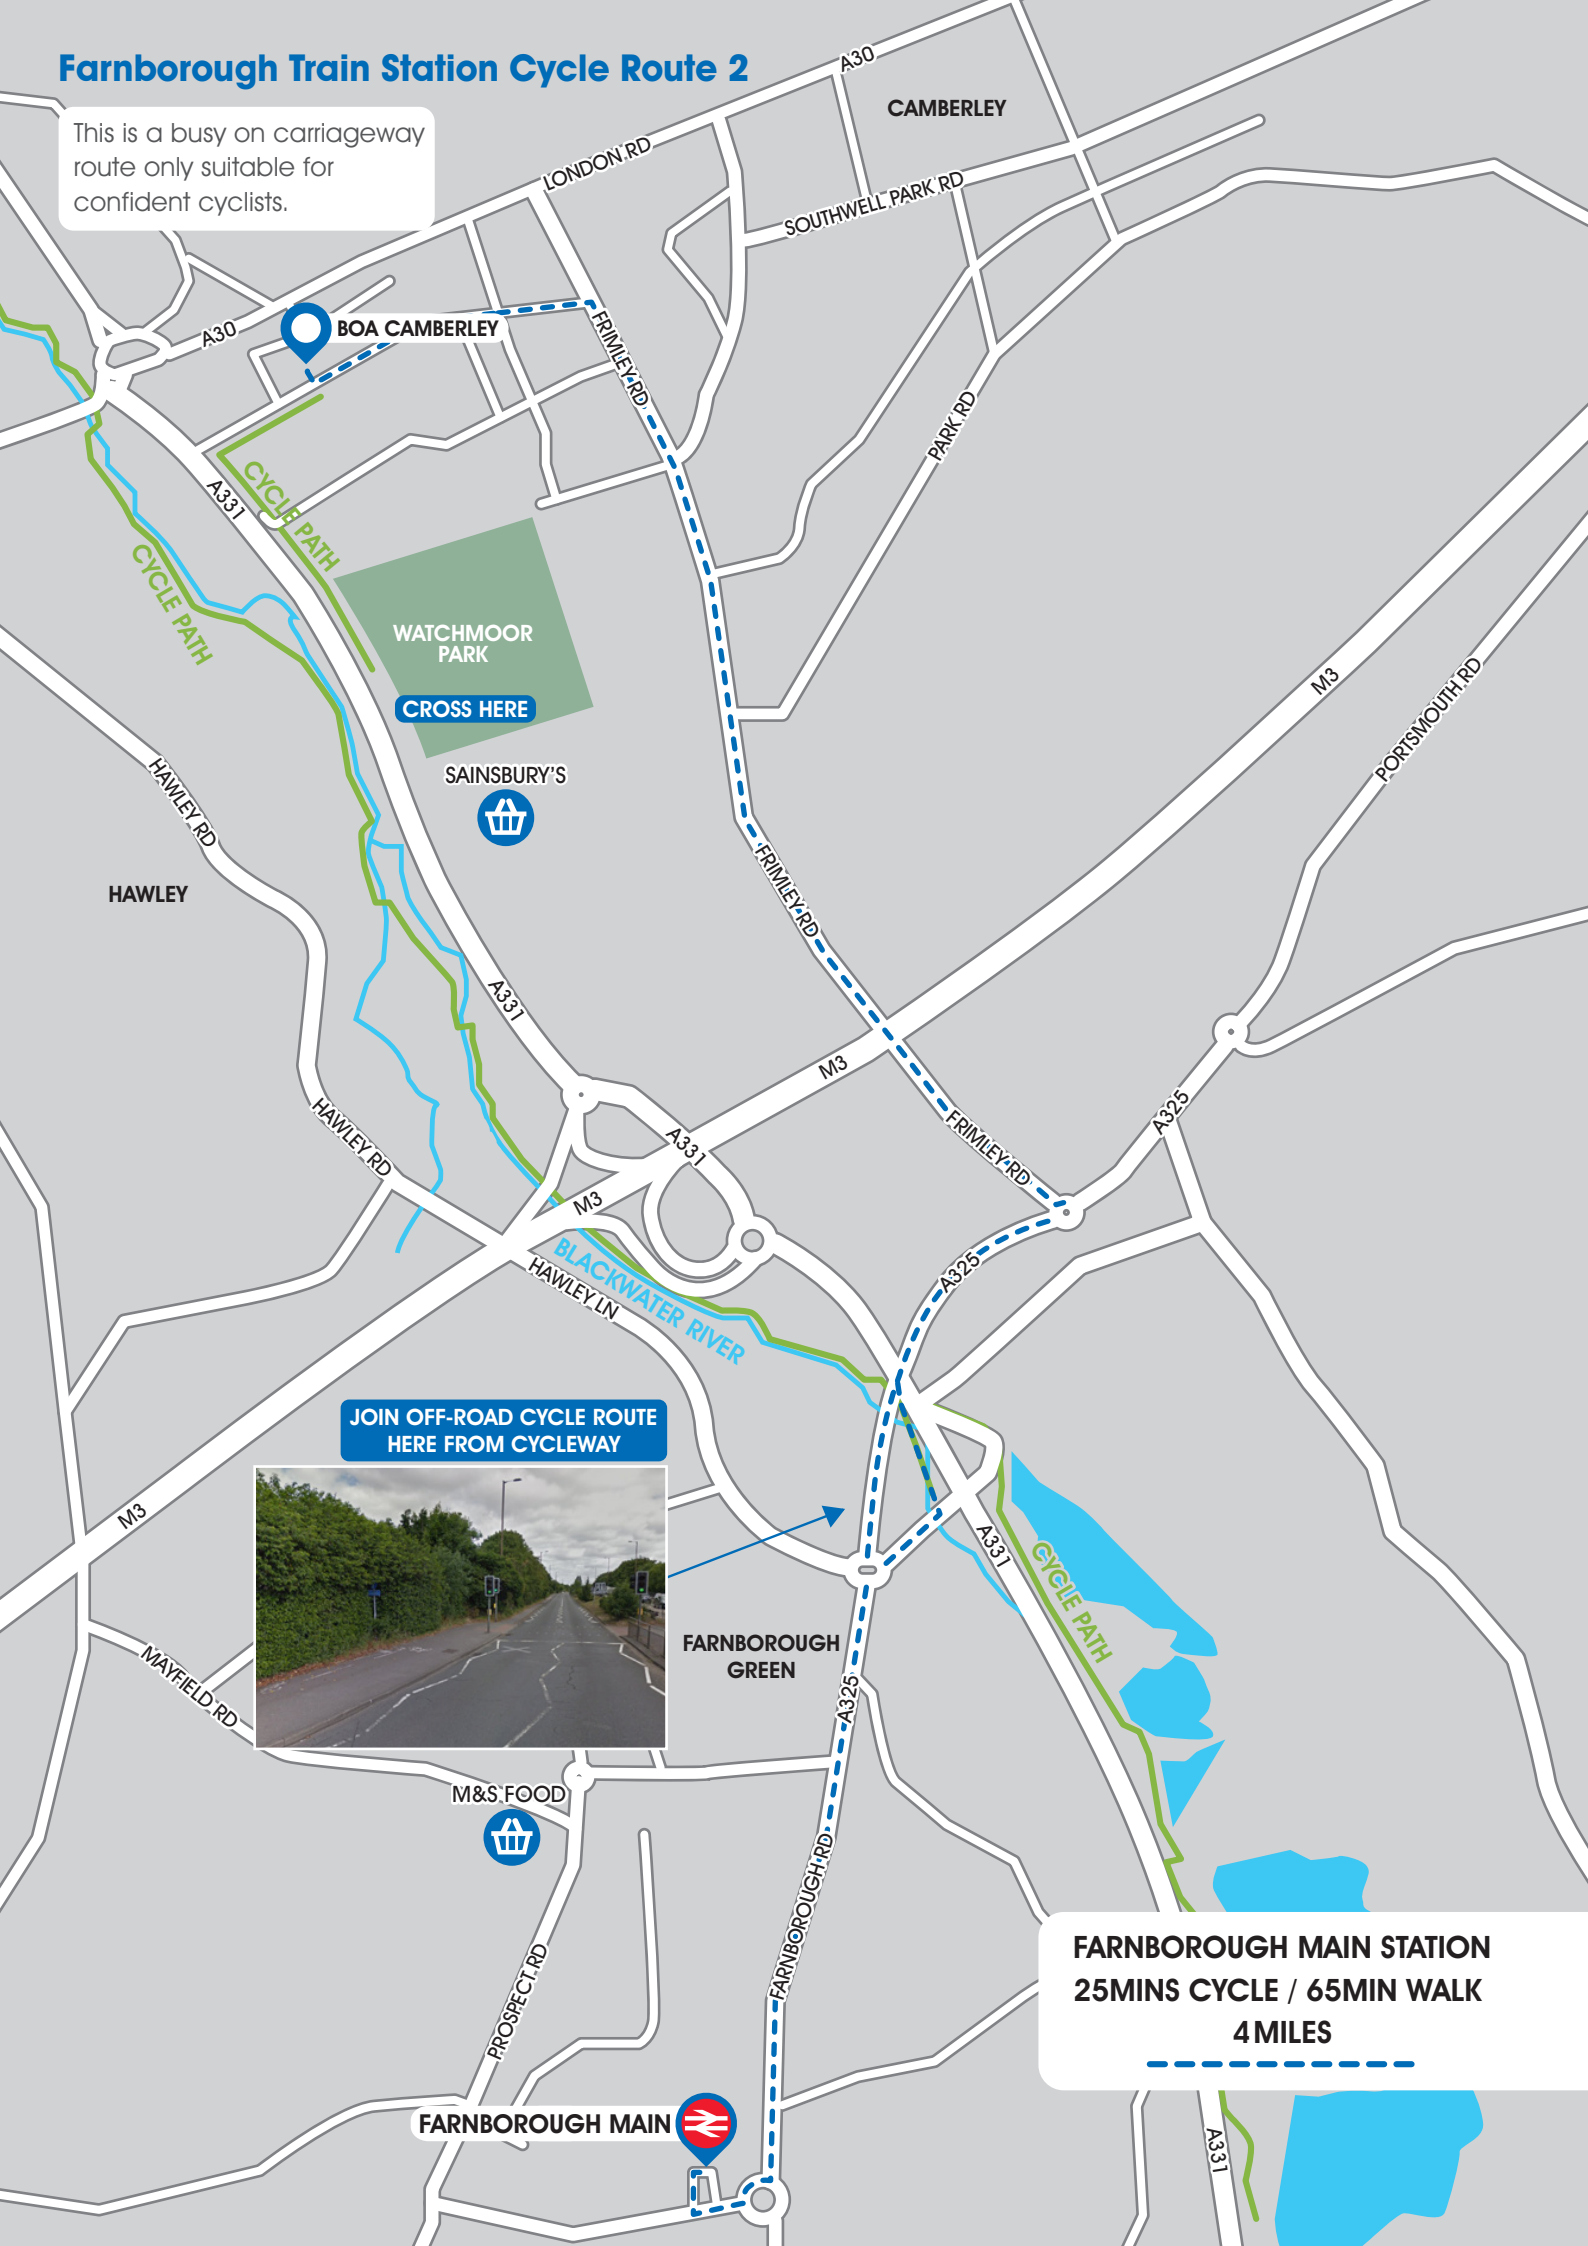 Farnborough Train Station Cycle Route 2
This is a busy on carriageway
route only suitable for
confident cyclists.
A30
CAMBERLEY
LONDON RD
SOUTHWELL PARK RD
A30
BOA CAMBERLEY
FRIMLEY RD
PARK RD
CYCLE PATH
A331
CYCLE PATH
WATCHMOOR
PARK
CROSS HERE
M3
PORTSMOUTH RD
SAINSBURY'S
HAWLEY RD
FRIMLEY RD
HAWLEY
A331
M3
HAWLEY RD
A331
FRIMLEY RD
A325
M3
BLACKWATER RIVER
HAWLEY LN
A325
JOIN OFF-ROAD CYCLE ROUTE
HERE FROM CYCLEWAY
M3
A331
CYCLE PATH
FARNBOROUGH
GREEN
MAYFIELD RD
A325
M&S FOOD
FARNBOROUGH RD
PROSPECT RD
FARNBOROUGH MAIN STATION
25MINS CYCLE / 65MIN WALK
4 MILES
FARNBOROUGH MAIN
A331